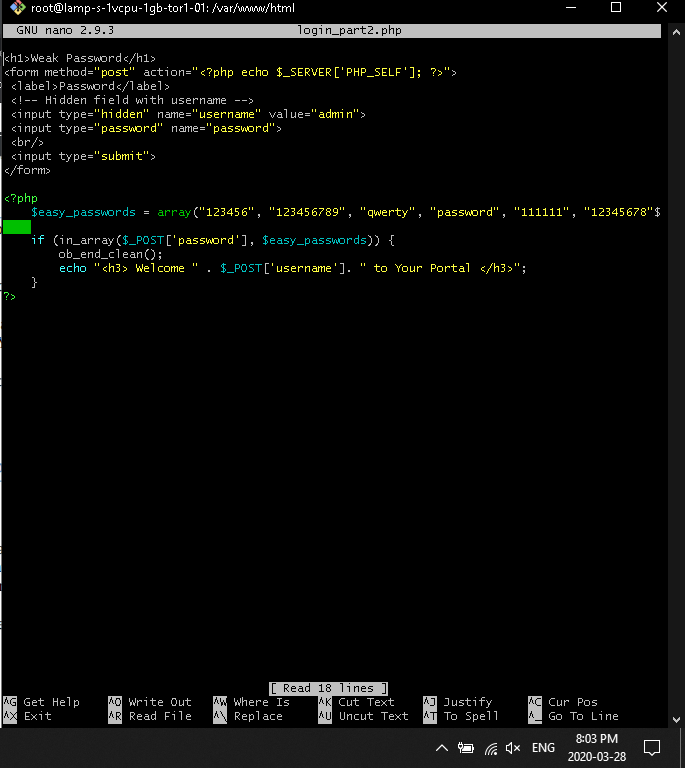 root@lamp-s-1vcpu-1gb-tor1-01: /var/www/html
GNU nano 2.9.3 login_part2.php
<h1>Weak Password</h1>
<form method="post" action="<?php echo $_SERVER['PHP_SELF']; ?>">
<label>Password</label>
<!-- Hidden field with username -->
<input type="hidden" name="username" value="admin">
<input type="password" name="password">
<br/>
<input type="submit">
</form>
<?php
$easy_passwords = array("123456", "123456789", "qwerty", "password", "111111", "12345678"$
if (in_array($_POST['password'], $easy_passwords)) {
ob_end_clean();
echo "<h3> Welcome " . $_POST['username']. " to Your Portal </h3>";
}
?>
[ Read 18 lines ]
^G Get Help ^O Write Out ^W Where Is ^K Cut Text ^J Justify ^C Cur Pos
^X Exit ^R Read File ^\ Replace ^U Uncut Text ^T To Spell ^_ Go To Line
ENG
8:03 PM
2020-03-28